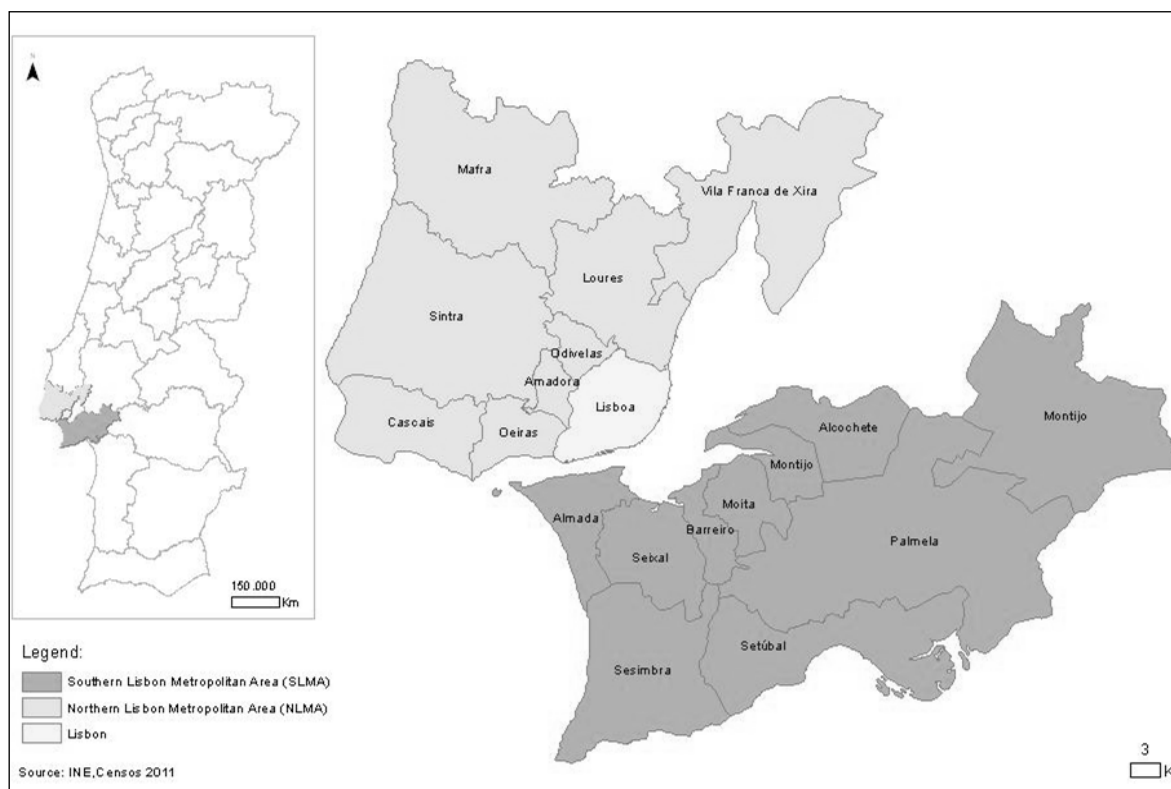 N
150.000
Km
Mafra
Vila Franca de Xira
Loures
Sintra
Odivelas
Amadora
Lisboa
Cascais
Oeiras
Montijo
Alcochete
Montijo
Moita
Almada
Barreiro
Palmela
Seixal
Setúbal
Sesimbra
Legend:
Southern Lisbon Metropolitan Area (SLMA)
Northern Lisbon Metropolitan Area (NLMA)
Lisbon
Source: INE,Censos 2011
3
K